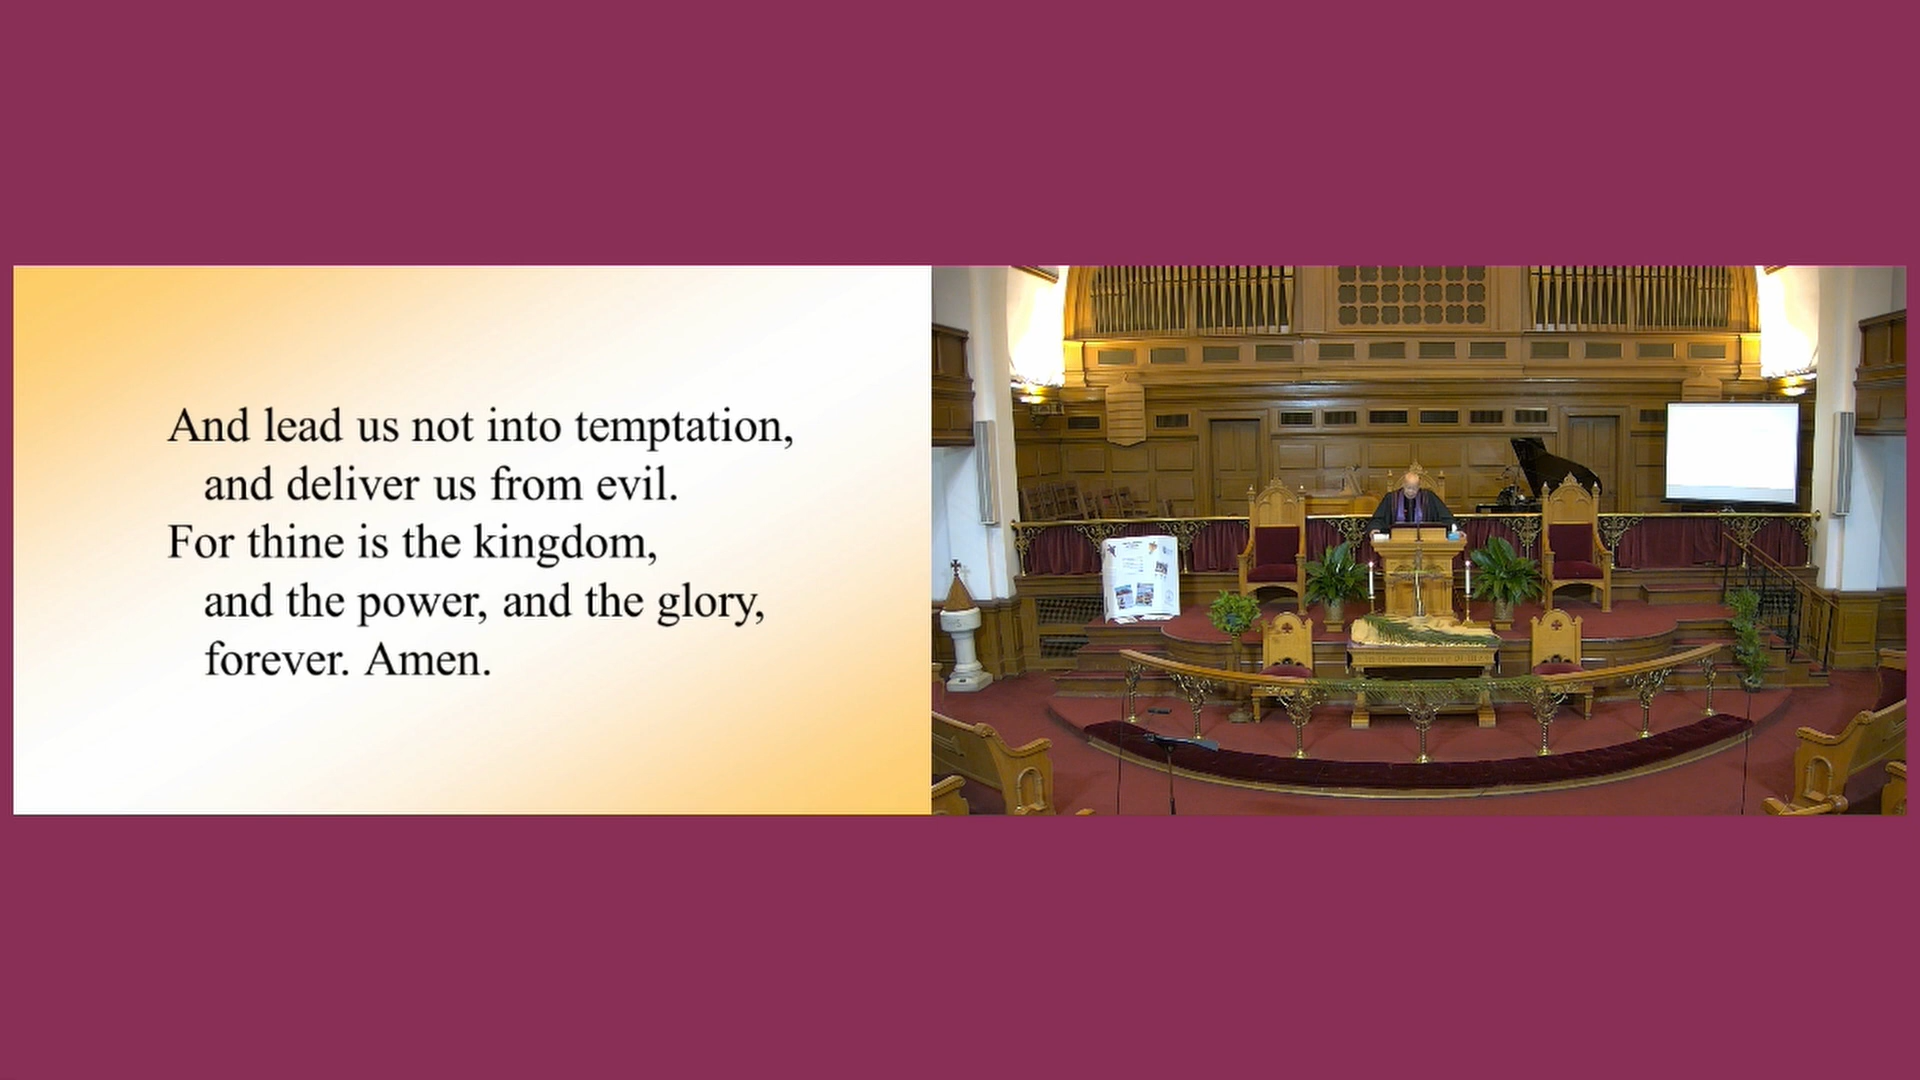 And lead us not into temptation,
and deliver us from evil.
For thine is the kingdom,
and the power, and the glory,
forever. Amen.